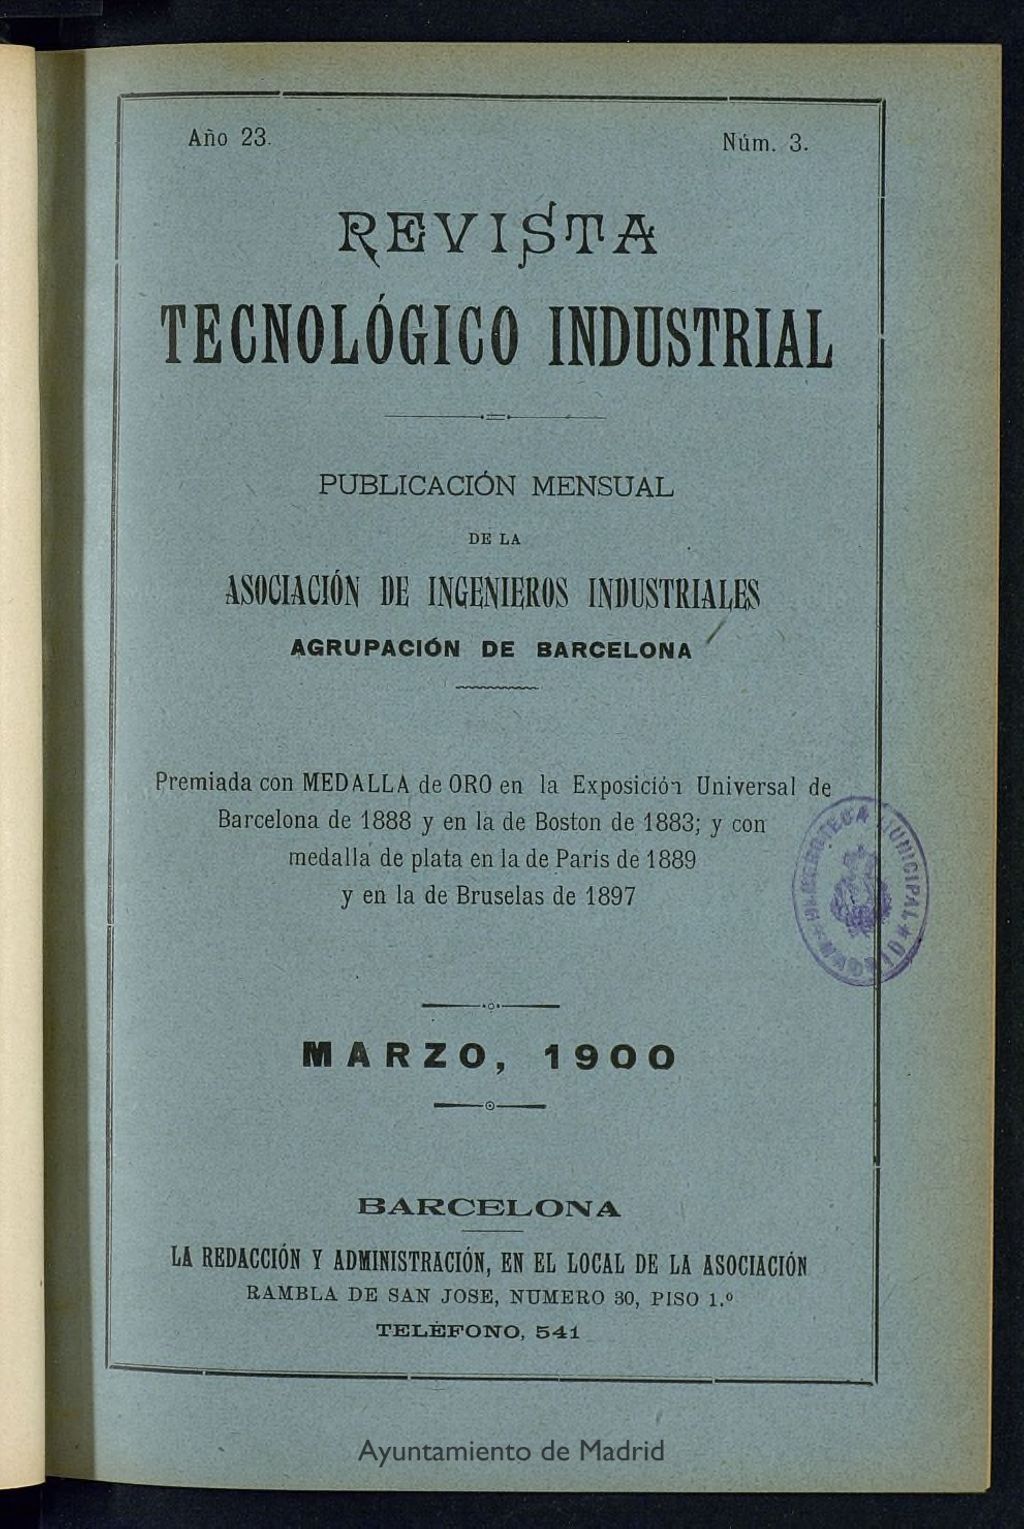 Año 23.
Núm. 3.
REVISTA
TECNOLÓGICO INDUSTRIAL
PUBLICACIÓN MENSUAL
DE LA
ASOCIACIÓN DE INGENIEROS INDUSTRIALES
AGRUPACIÓN DE BARCELONA
Premiada con MEDALLA de ORO en la Exposición Universal de
Barcelona de 1888 y en la de Boston de 1883; y con
medalla de plata en la de París de 1889
y en la de Bruselas de 1897
HEMEROTECA MUNICIPAL
MADRID
MARZO, 1900
BARCELONA
LA REDACCIÓN Y ADMINISTRACIÓN, EN EL LOCAL DE LA ASOCIACIÓN
RAMBLA DE SAN JOSE, NUMERO 30, PISO 1.º
TELÉFONO, 541
Ayuntamiento de Madrid